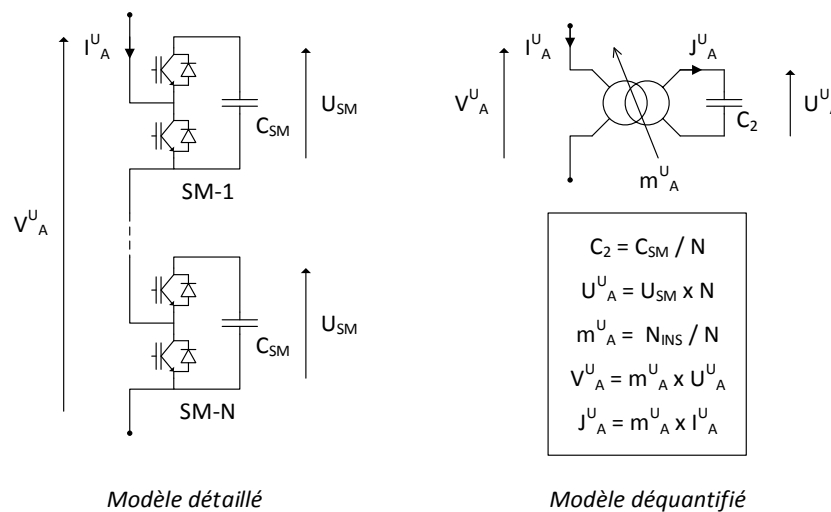 I^U_A
V^U_A
C_SM
U_SM
SM-1
C_SM
U_SM
SM-N
Modèle détaillé
I^U_A
J^U_A
V^U_A
C_2
U^U_A
m^U_A
C_2 = C_SM / N
U^U_A = U_SM x N
m^U_A = N_INS / N
V^U_A = m^U_A x U^U_A
J^U_A = m^U_A x I^U_A
Modèle déquantifié